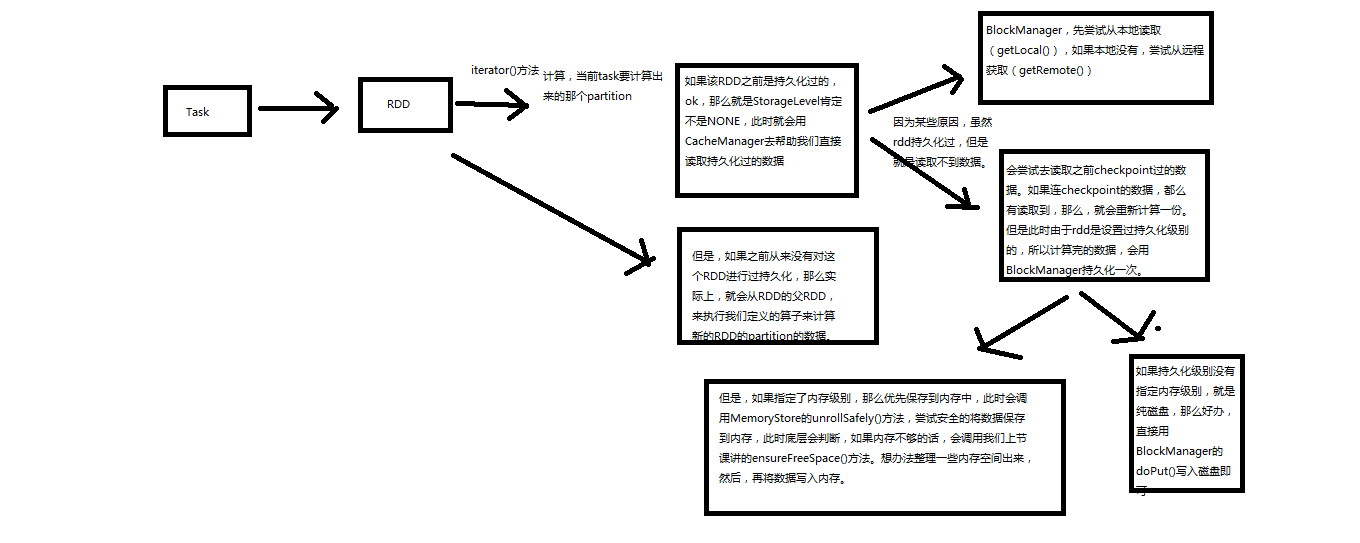 Task
RDD
iterator()方法
计算，当前task要计算出
来的那个partition
如果该RDD之前是持久化过的，
ok，那么就是StorageLevel肯定
不是NONE，此时就会用
CacheManager去帮助我们直接
读取持久化过的数据
BlockManager，先尝试从本地读取
（getLocal()），如果本地没有，尝试从远程
获取（getRemote()）
因为某些原因，虽然
rdd持久化过，但是
就是读取不到数据。
会尝试去读取之前checkpoint过的数
据。如果连checkpoint的数据，都么
有读取到，那么，就会重新计算一份。
但是此时由于rdd是设置过持久化级别
的，所以计算完的数据，会用
BlockManager持久化一次。
但是，如果之前从来没有对这
个RDD进行过持久化，那么实
际上，就会从RDD的父RDD，
来执行我们定义的算子来计算
新的RDD的partition的数据。
但是，如果指定了内存级别，那么优先保存到内存中，此时会调
用MemoryStore的unrollSafely()方法，尝试安全的将数据保存
到内存，此时底层会判断，如果内存不够的话，会调用我们上节
课讲的ensureFreeSpace()方法。想办法整理一些内存空间出来，
然后，再将数据写入内存。
如果持久化级别没有
指定内存级别，就是
纯磁盘，那么好办，
直接用
BlockManager的
doPut()写入磁盘即
可